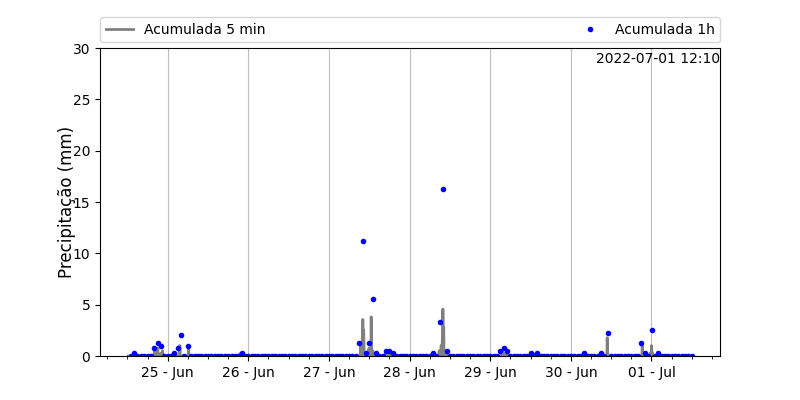 Acumulada 5 min
Acumulada 1h
2022-07-01 12:10
Precipitação (mm)
30
25
20
15
10
5
0
25 - Jun
26 - Jun
27 - Jun
28 - Jun
29 - Jun
30 - Jun
01 - Jul